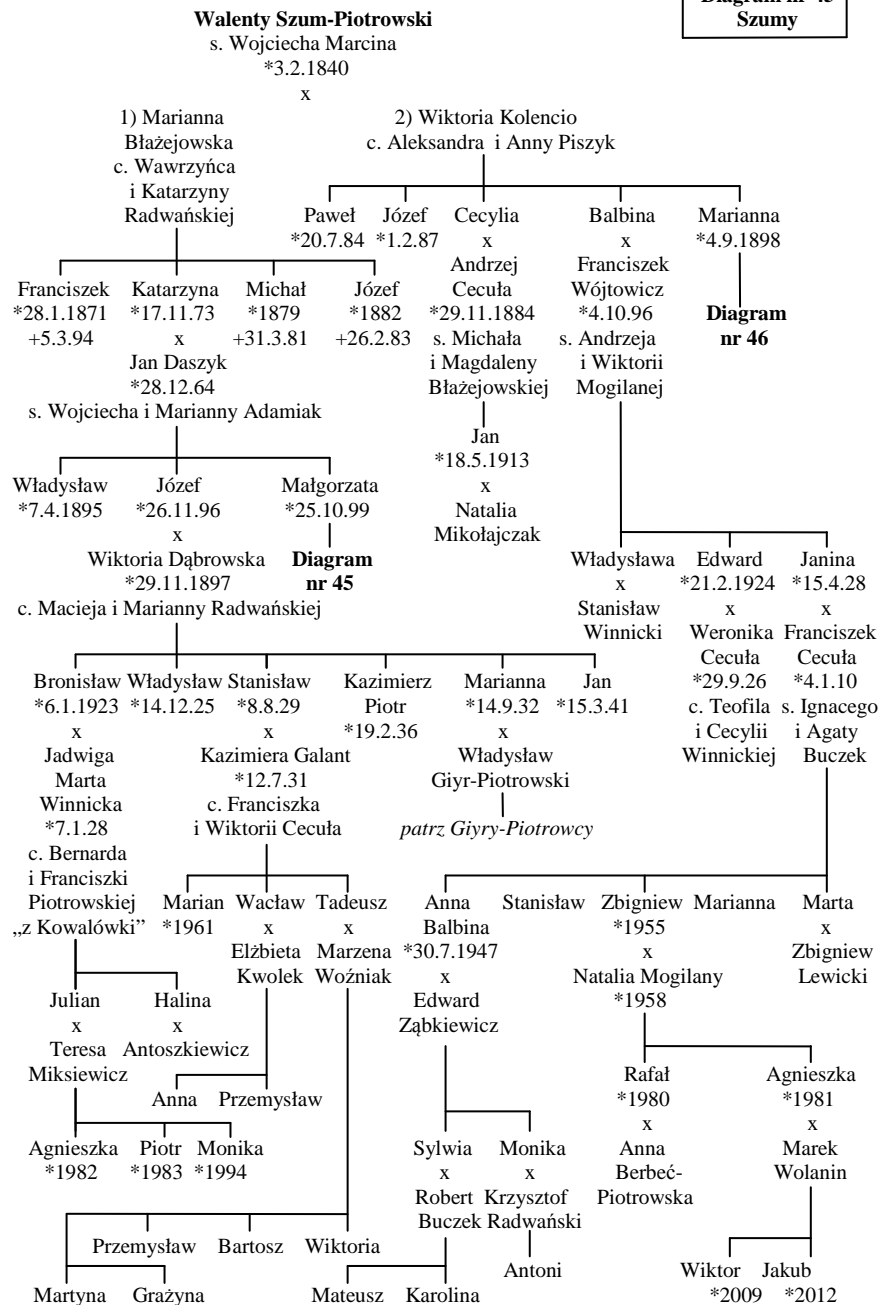 Diagram nr 43
Szumy
Walenty Szum-Piotrowski
s. Wojciecha Marcina
*3.2.1840
x
1) Marianna
Błażejowska
c. Wawrzyńca
i Katarzyny
Radwańskiej
2) Wiktoria Kolencio
c. Aleksandra i Anny Piszyk
Paweł
*20.7.84
Józef
*1.2.87
Cecylia
x
Andrzej
Cecuła
*29.11.1884
s. Michała
i Magdaleny
Błażejowskiej
Balbina
x
Franciszek
Wójtowicz
*4.10.96
s. Andrzeja
i Wiktorii
Mogilanej
Marianna
*4.9.1898
Diagram
nr 46
Franciszek
*28.1.1871
+5.3.94
Katarzyna
*17.11.73
x
Jan Daszyk
*28.12.64
s. Wojciecha i Marianny Adamiak
Michał
*1879
+31.3.81
Józef
*1882
+26.2.83
Jan
*18.5.1913
x
Natalia
Mikołajczak
Władysław
*7.4.1895
Józef
*26.11.96
x
Wiktoria Dąbrowska
*29.11.1897
c. Macieja i Marianny Radwańskiej
Małgorzata
*25.10.99
Diagram
nr 45
Władysława
x
Stanisław
Winnicki
Edward
*21.2.1924
x
Weronika
Cecuła
*29.9.26
c. Teofila
i Cecylii
Winnickiej
Janina
*15.4.28
x
Franciszek
Cecuła
*4.1.10
s. Ignacego
i Agaty
Buczek
Bronisław
*6.1.1923
x
Jadwiga
Marta
Winnicka
*7.1.28
c. Bernarda
i Franciszki
Piotrowskiej
„z Kowalówki”
Władysław
*14.12.25
Stanisław
*8.8.29
x
Kazimiera Galant
*12.7.31
c. Franciszka
i Wiktorii Cecuła
Kazimierz
Piotr
*19.2.36
Marianna
*14.9.32
x
Władysław
Giyr-Piotrowski
patrz Giyry-Piotrowcy
Jan
*15.3.41
Marian
*1961
Wacław
x
Elżbieta
Kwolek
Tadeusz
x
Marzena
Woźniak
Anna
Balbina
*30.7.1947
x
Edward
Ząbkiewicz
Stanisław
Zbigniew
*1955
x
Natalia Mogilany
*1958
Marianna
Marta
x
Zbigniew
Lewicki
Julian
x
Teresa
Miksiewicz
Halina
x
Antoszkiewicz
Anna
Przemysław
Rafał
*1980
x
Anna
Berbeć-
Piotrowska
Agnieszka
*1981
x
Marek
Wolanin
Agnieszka
*1982
Piotr
*1983
Monika
*1994
Sylwia
x
Robert
Buczek
Monika
x
Krzysztof
Radwański
Przemysław
Bartosz
Wiktoria
Antoni
Wiktor
*2009
Jakub
*2012
Martyna
Grażyna
Mateusz
Karolina